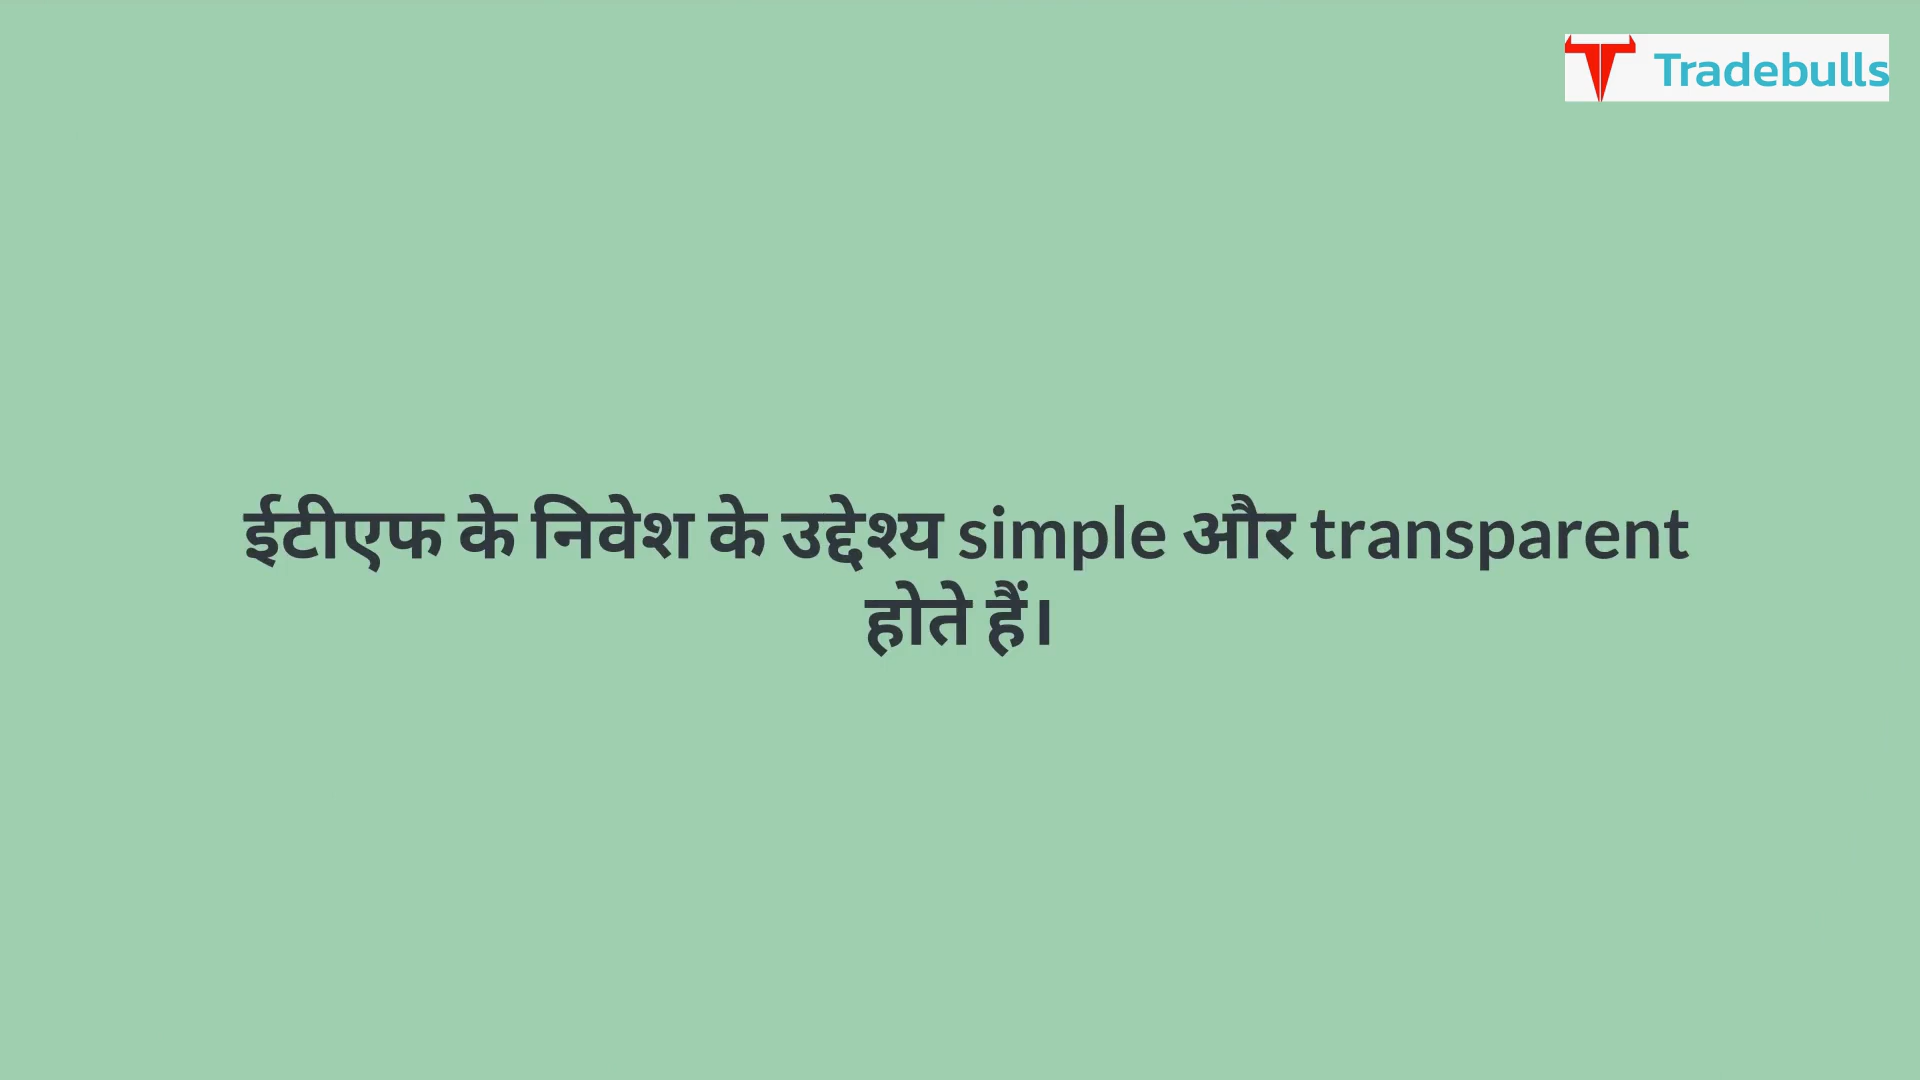 Tradebulls
ईटीएफ के निवेश के उद्देश्य simple और transparent
होते हैं।